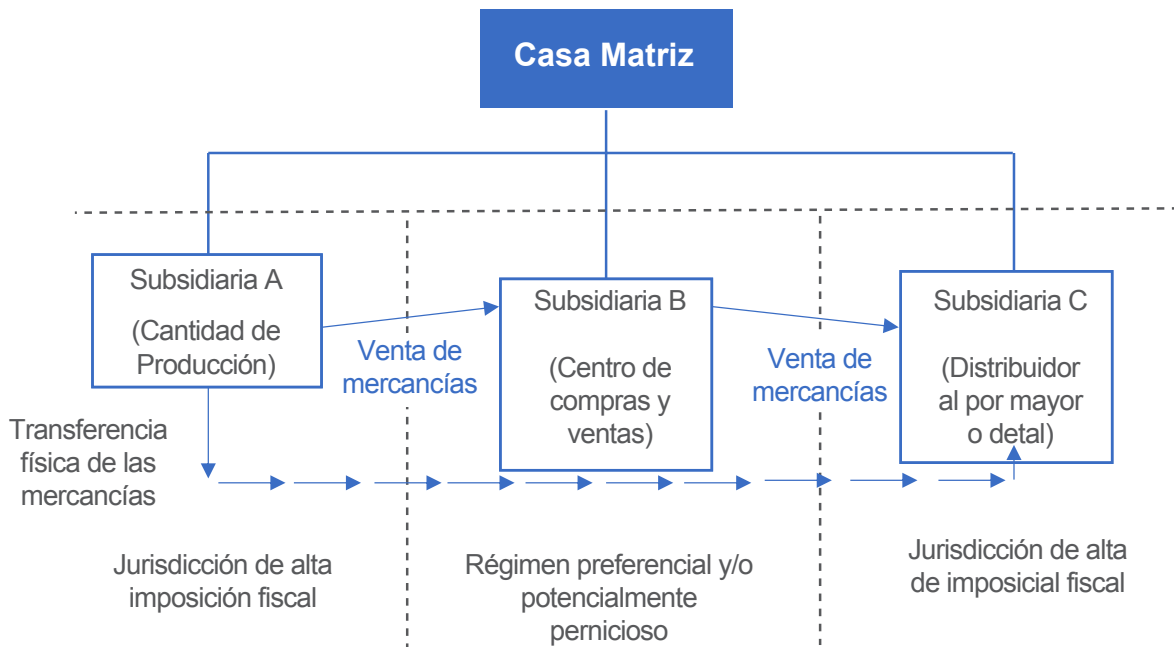 Casa Matriz
Subsidiaria A
(Cantidad de
Producción)
Venta de
mercancías
Subsidiaria B
(Centro de
compras y
ventas)
Venta de
mercancías
Subsidiaria C
(Distribuidor
al por mayor
o detal)
Transferencia
física de las
mercancías
Jurisdicción de alta
imposición fiscal
Régimen preferencial y/o
potencialmente
pernicioso
Jurisdicción de alta
de imposicial fiscal